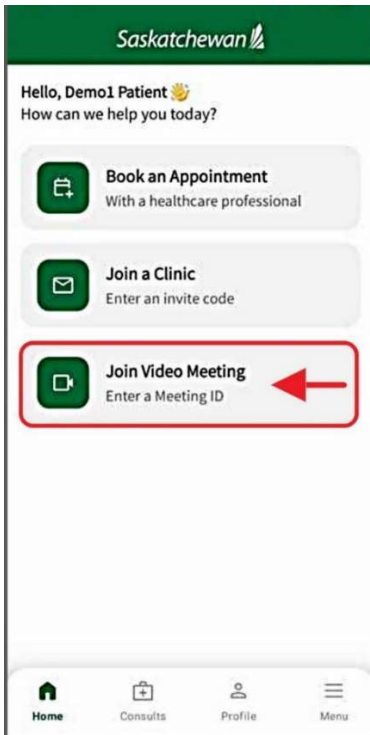 Saskatchewan
Hello, Demo1 Patient 👋
How can we help you today?
Book an Appointment
With a healthcare professional
Join a Clinic
Enter an invite code
Join Video Meeting
Enter a Meeting ID
Home Consults Profile Menu